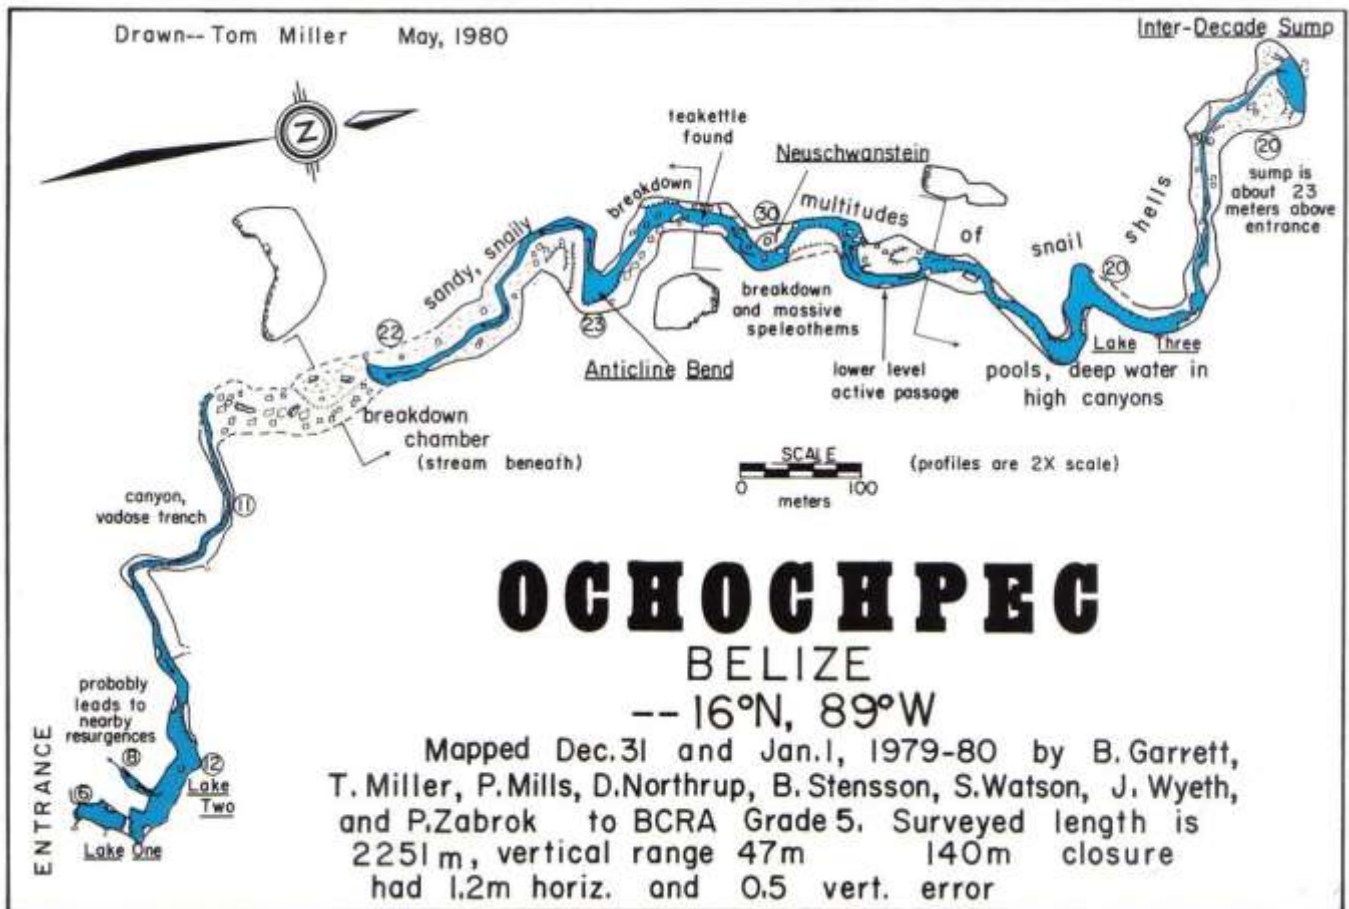 Drawn-- Tom Miller May, 1980
Inter-Decade Sump
N
teakettle
found
Neuschwanstein
breakdown
30
multitudes
of
snail
shells
20
sump is
about 23
meters above
entrance
sandy, snaily
20
22
23
Anticline Bend
breakdown
and massive
speleothems
lower level
active passage
Lake Three
pools, deep water in
high canyons
breakdown
chamber
(stream beneath)
SCALE
0 100
meters
(profiles are 2X scale)
canyon,
vadose trench
11
OCHOCHPEC
BELIZE
--16°N, 89°W
probably
leads to
nearby
resurgences
8
12
Lake
Two
6
Lake One
ENTRANCE
Mapped Dec.31 and Jan.1, 1979-80 by B. Garrett,
T. Miller, P. Mills, D. Northrup, B. Stensson, S. Watson, J. Wyeth,
and P. Zabrok to BCRA Grade 5. Surveyed length is
2251m, vertical range 47m 140m closure
had 1.2m horiz. and 0.5 vert. error